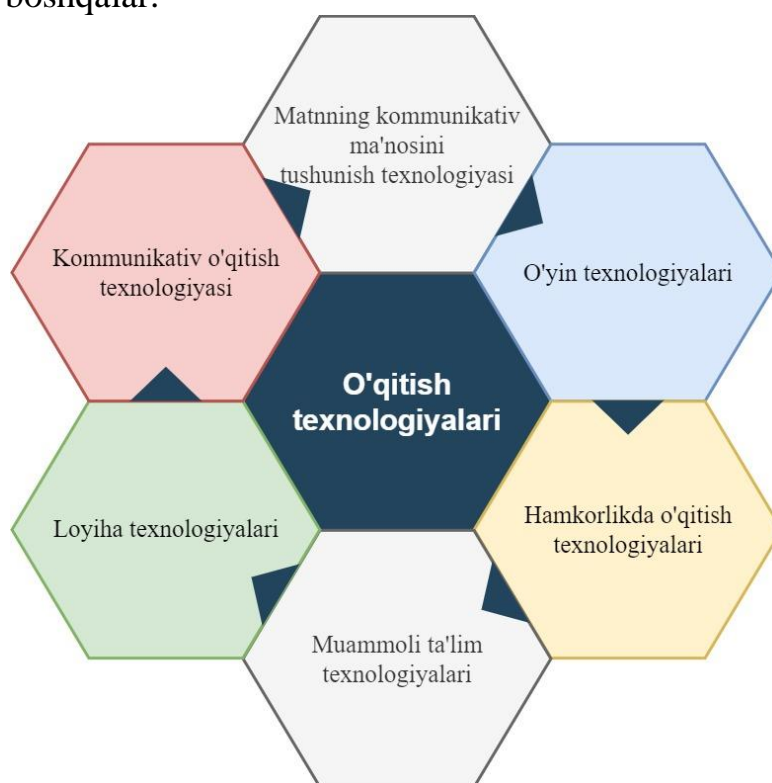 boshqalar.
Matnning kommunikativ
ma'nosini
tushunish texnologiyasi
Kommunikativ o'qitish
texnologiyasi
O'yin texnologiyalari
O'qitish
texnologiyalari
Loyiha texnologiyalari
Hamkorlikda o'qitish
texnologiyalari
Muammoli ta'lim
texnologiyalari